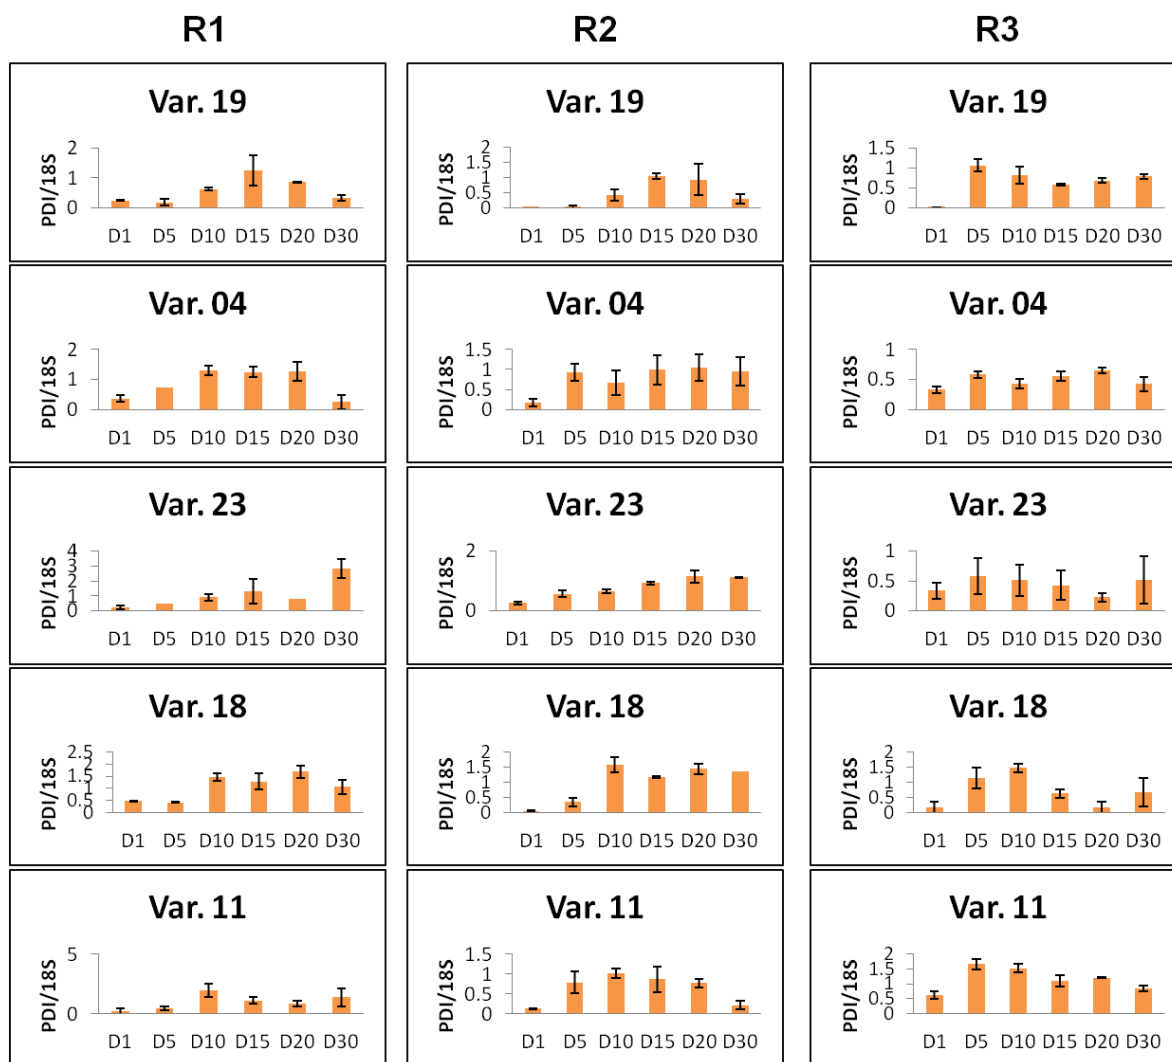 R1 R2 R3
Var. 19 Var. 19 Var. 19
PDI/18S 2 1 0 PDI/18S 2 1.5 1 0.5 0 PDI/18S 1.5 1 0.5 0
D1 D5 D10 D15 D20 D30 D1 D5 D10 D15 D20 D30 D1 D5 D10 D15 D20 D30
Var. 04 Var. 04 Var. 04
PDI/18S 2 1 0 PDI/18S 1.5 1 0.5 0 PDI/18S 1 0.5 0
D1 D5 D10 D15 D20 D30 D1 D5 D10 D15 D20 D30 D1 D5 D10 D15 D20 D30
Var. 23 Var. 23 Var. 23
PDI/18S 4 3 2 1 0 PDI/18S 2 0 PDI/18S 1 0.5 0
D1 D5 D10 D15 D20 D30 D1 D5 D10 D15 D20 D30 D1 D5 D10 D15 D20 D30
Var. 18 Var. 18 Var. 18
PDI/18S 2.5 2 1.5 1 0.5 0 PDI/18S 2 1.5 1 0.5 0 PDI/18S 2 1.5 1 0.5 0
D1 D5 D10 D15 D20 D30 D1 D5 D10 D15 D20 D30 D1 D5 D10 D15 D20 D30
Var. 11 Var. 11 Var. 11
PDI/18S 5 0 PDI/18S 1.5 1 0.5 0 PDI/18S 2 1.5 1 0.5 0
D1 D5 D10 D15 D20 D30 D1 D5 D10 D15 D20 D30 D1 D5 D10 D15 D20 D30